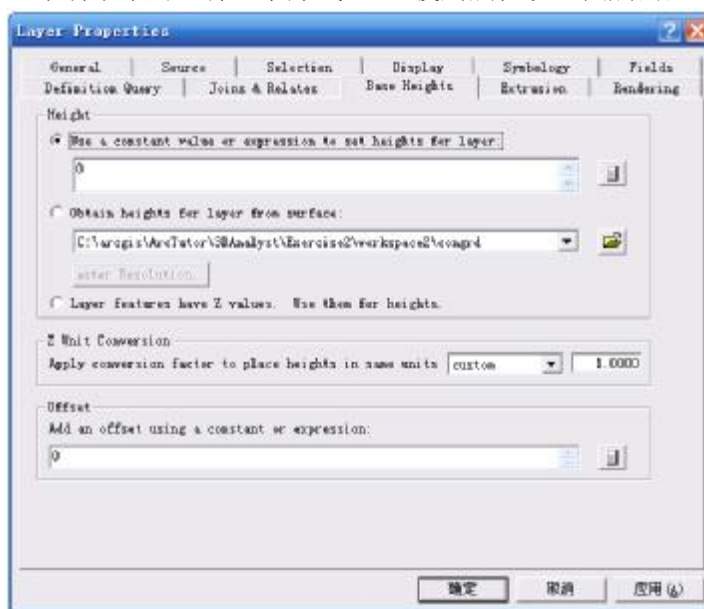 Layer Properties
General Source Selection Display Symbology Fields
Definition Query Joins & Relates Base Heights Extrusion Rendering
Height
Use a constant value or expression to set heights for layer:
0
Obtain heights for layer from surface:
C:\arcgis\ArcTutor\3DAnalyst\Exercise2\workspace2\congrd
aster Resolution.
Layer features have Z values. Use them for heights.
Z Unit Conversion
Apply conversion factor to place heights in same units custom 1.0000
Offset
Add an offset using a constant or expression:
0
确定 取消 应用(A)